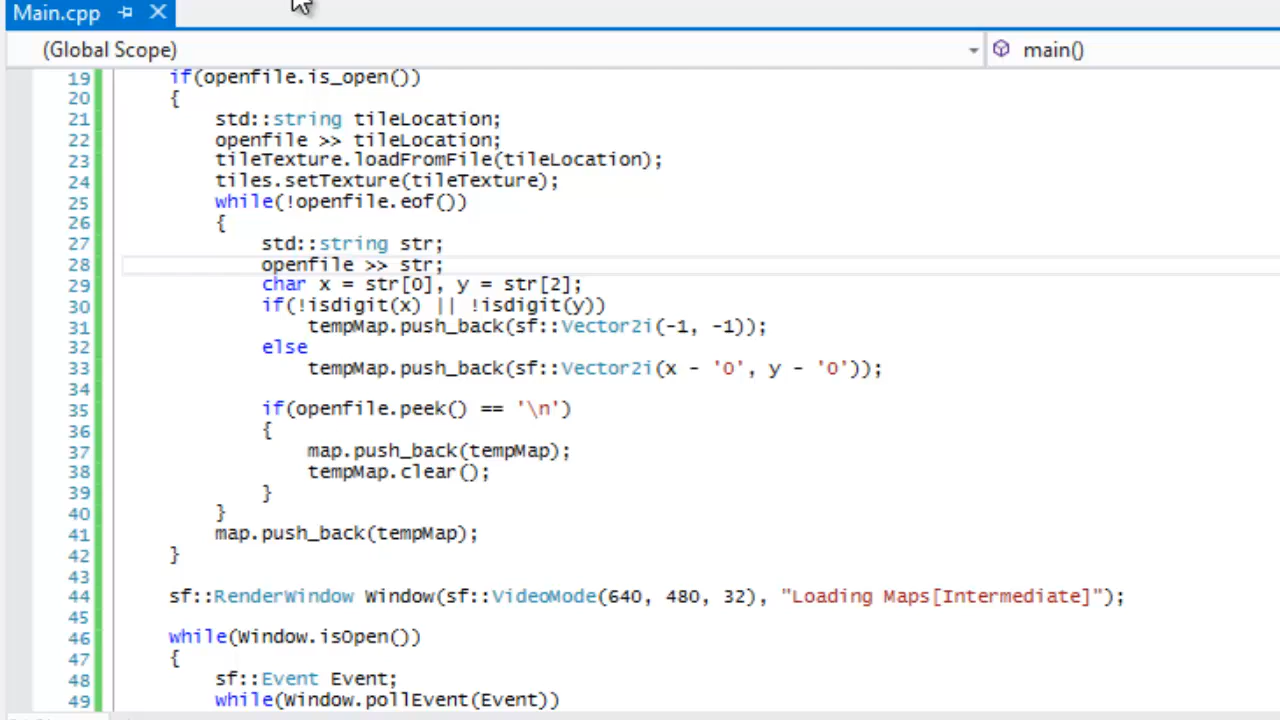 Main.cpp
(Global Scope)
main()
19 if(openfile.is_open())
20 {
21 std::string tileLocation;
22 openfile >> tileLocation;
23 tileTexture.loadFromFile(tileLocation);
24 tiles.setTexture(tileTexture);
25 while(!openfile.eof())
26 {
27 std::string str;
28 openfile >> str;
29 char x = str[0], y = str[2];
30 if(!isdigit(x) || !isdigit(y))
31 tempMap.push_back(sf::Vector2i(-1, -1));
32 else
33 tempMap.push_back(sf::Vector2i(x - '0', y - '0'));
34
35 if(openfile.peek() == '\n')
36 {
37 map.push_back(tempMap);
38 tempMap.clear();
39 }
40 }
41 map.push_back(tempMap);
42 }
43
44 sf::RenderWindow Window(sf::VideoMode(640, 480, 32), "Loading Maps[Intermediate]");
45
46 while(Window.isOpen())
47 {
48 sf::Event Event;
49 while(Window.pollEvent(Event))